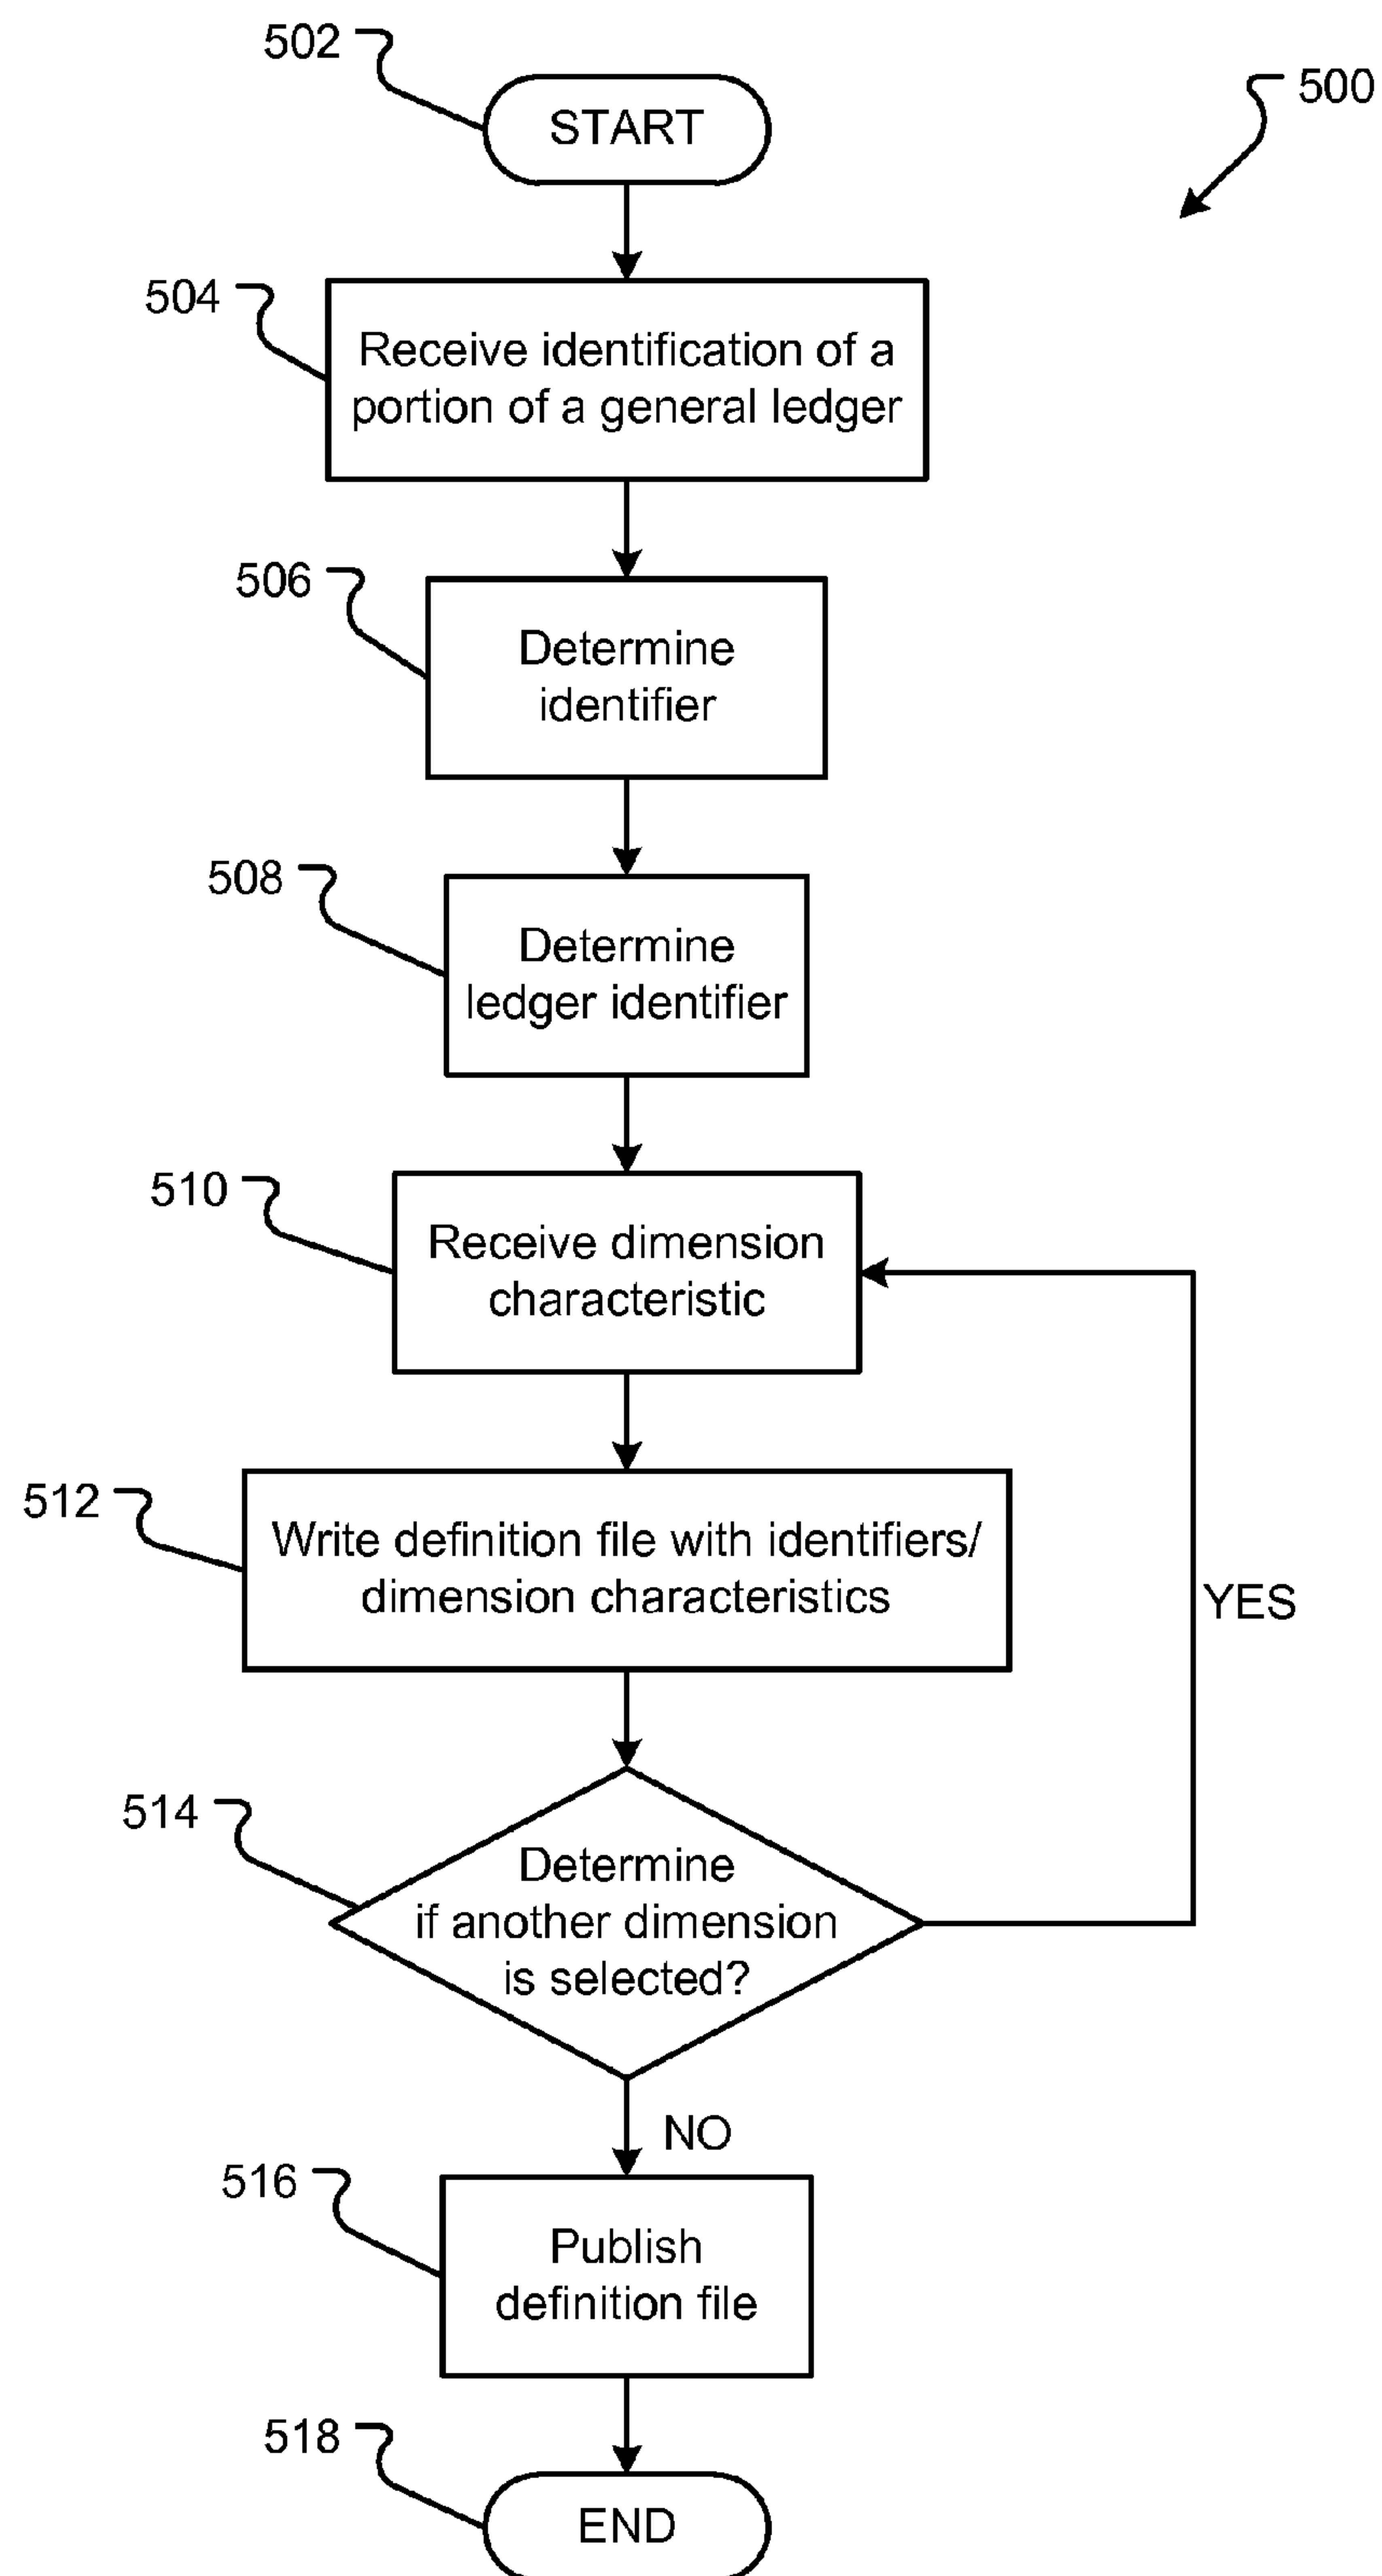 502
START
500
504
Receive identification of a
portion of a general ledger
506
Determine
identifier
508
Determine
ledger identifier
510
Receive dimension
characteristic
512
Write definition file with identifiers/
dimension characteristics
YES
514
Determine
if another dimension
is selected?
NO
516
Publish
definition file
518
END